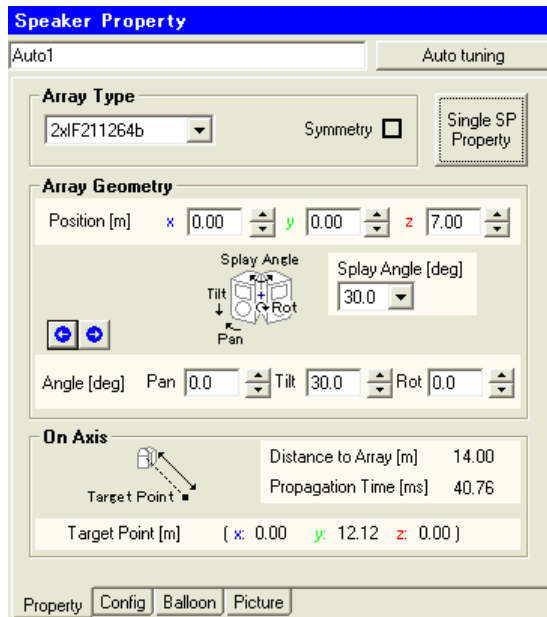 Speaker Property
Auto1 Auto tuning
Array Type
2xIF211264b Symmetry Single SP Property
Array Geometry
Position [m] x 0.00 y 0.00 z 7.00
Splay Angle Splay Angle [deg]
Tilt 30.0
Rot
Pan
Angle [deg] Pan 0.0 Tilt 30.0 Rot 0.0
On Axis
Distance to Array [m] 14.00
Target Point Propagation Time [ms] 40.76
Target Point [m] ( x: 0.00 y: 12.12 z: 0.00 )
Property Config Balloon Picture